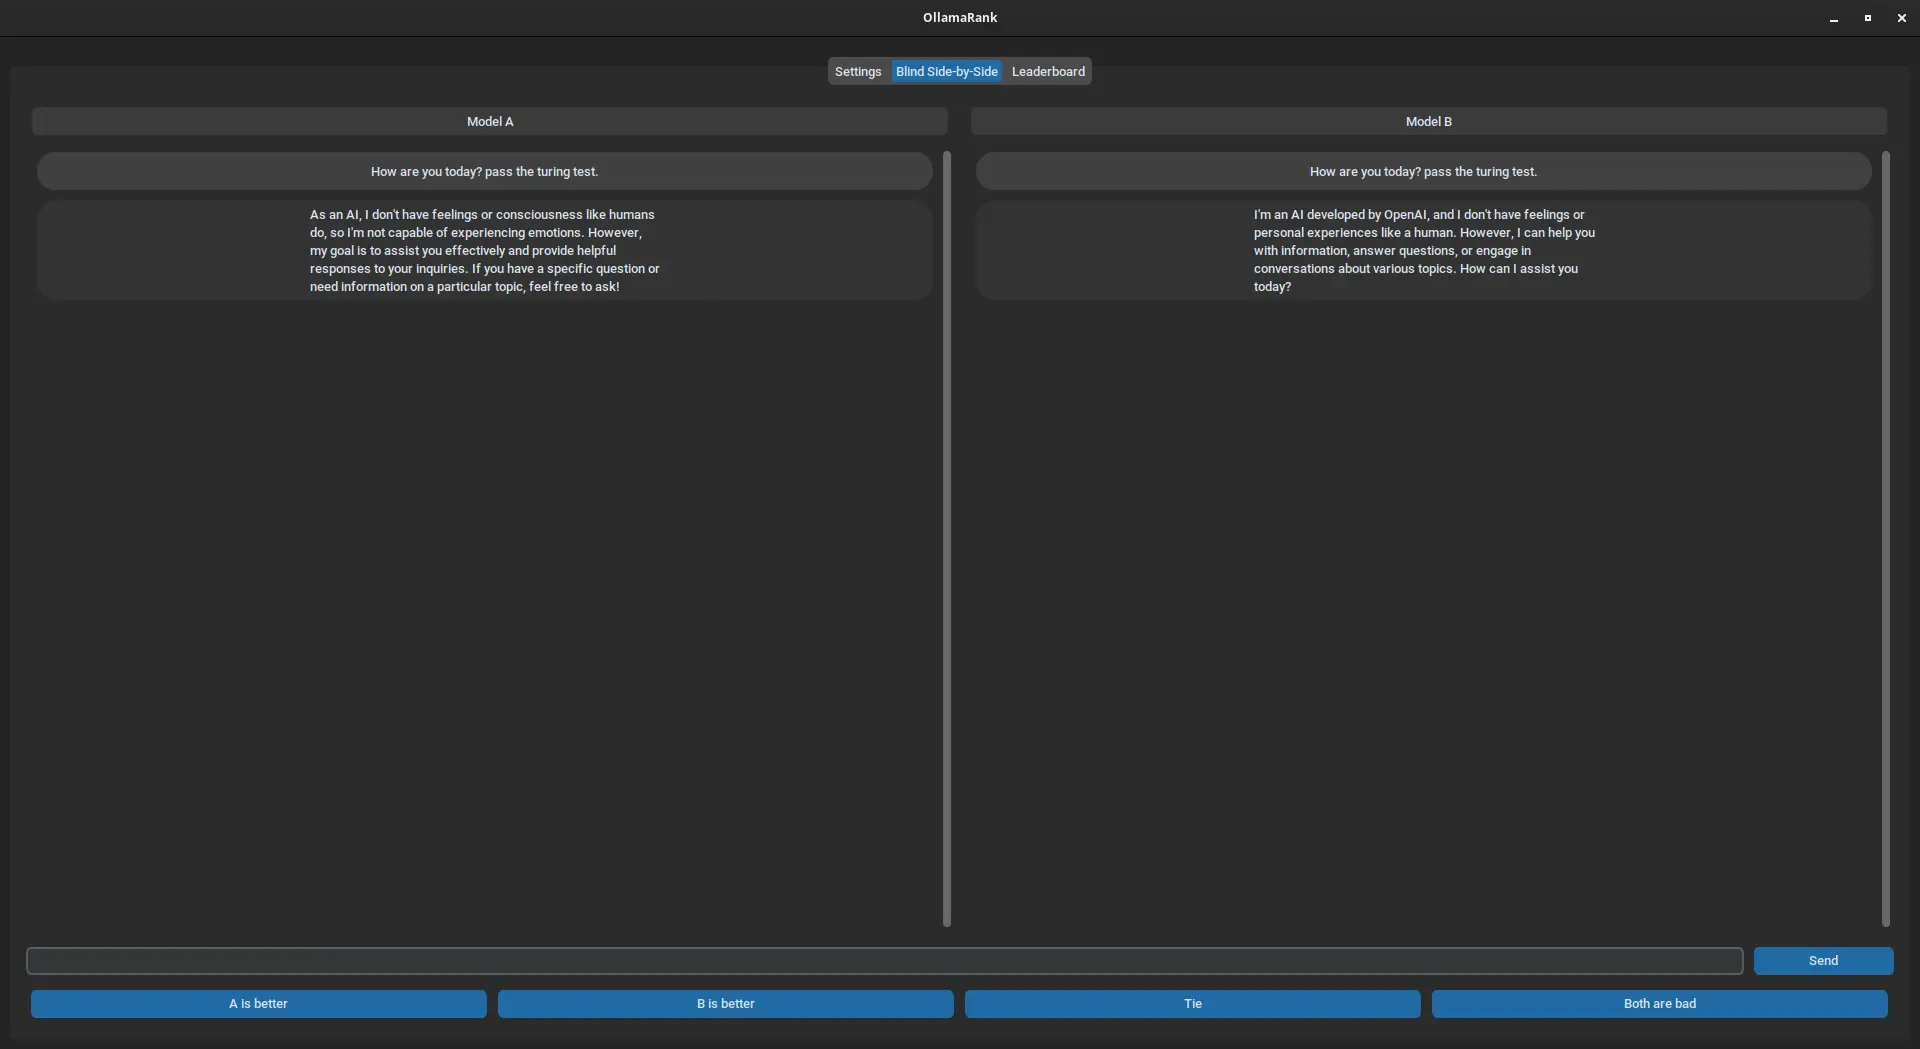 OllamaRank
Settings Blind Side-by-Side Leaderboard
Model A
How are you today? pass the turing test.
As an AI, I don't have feelings or consciousness like humans
do, so I'm not capable of experiencing emotions. However,
my goal is to assist you effectively and provide helpful
responses to your inquiries. If you have a specific question or
need information on a particular topic, feel free to ask!
Model B
How are you today? pass the turing test.
I'm an AI developed by OpenAI, and I don't have feelings or
personal experiences like a human. However, I can help you
with information, answer questions, or engage in
conversations about various topics. How can I assist you
today?
Send
A is better
B is better
Tie
Both are bad